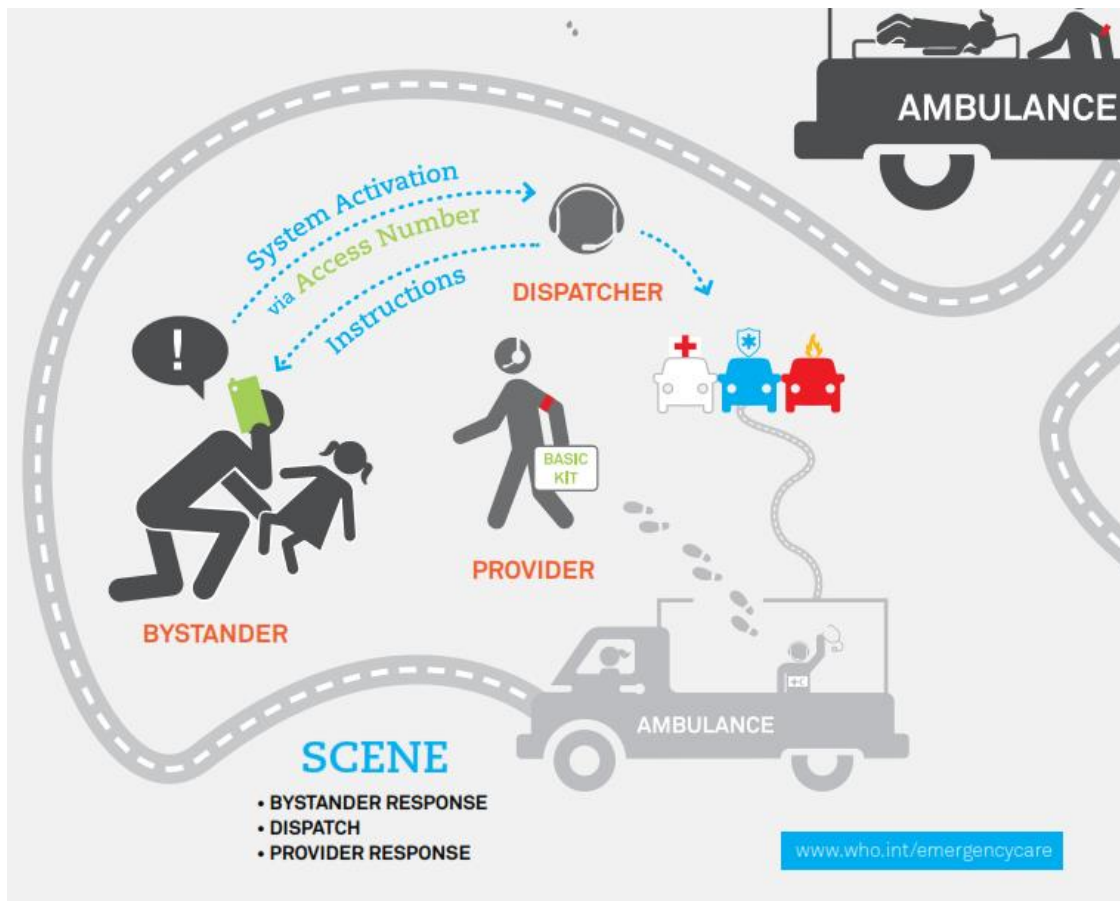 AMBULANCE
System Activation
via Access Number
Instructions
DISPATCHER
!
BASIC
KIT
PROVIDER
BYSTANDER
AMBULANCE
SCENE
• BYSTANDER RESPONSE
• DISPATCH
• PROVIDER RESPONSE
www.who.int/emergencycare